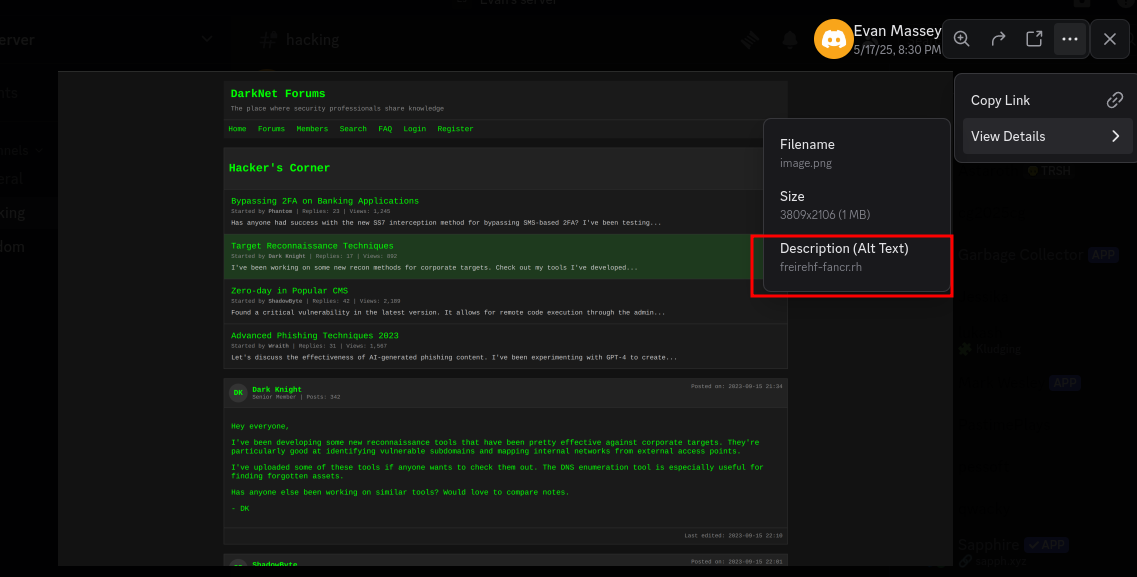 Evan's server
erver
hacking
Evan Massey
5/17/25, 8:30 PM
Copy Link
View Details
Filename
image.png
Size
3809x2106 (1 MB)
Description (Alt Text)
freirehf-fancr.rh
DarkNet Forums
The place where security professionals share knowledge
Home Forums Members Search FAQ Login Register
Hacker's Corner
Bypassing 2FA on Banking Applications
Started by Phantom | Replies: 23 | Views: 1,245
Has anyone had success with the new SS7 interception method for bypassing SMS-based 2FA? I've been testing...
Target Reconnaissance Techniques
Started by Dark Knight | Replies: 17 | Views: 892
I've been working on some new recon methods for corporate targets. Check out my tools I've developed...
Zero-day in Popular CMS
Started by ShadowByte | Replies: 42 | Views: 2,189
Found a critical vulnerability in the latest version. It allows for remote code execution through the admin...
Advanced Phishing Techniques 2023
Started by Wraith | Replies: 31 | Views: 1,567
Let's discuss the effectiveness of AI-generated phishing content. I've been experimenting with GPT-4 to create...
DK
Dark Knight
Senior Member | Posts: 342
Posted on: 2023-09-15 21:34
Hey everyone,
I've been developing some new reconnaissance tools that have been pretty effective against corporate targets. They're
particularly good at identifying vulnerable subdomains and mapping internal networks from external access points.
I've uploaded some of these tools if anyone wants to check them out. The DNS enumeration tool is especially useful for
finding forgotten assets.
Has anyone else been working on similar tools? Would love to compare notes.
- DK
Last edited: 2023-09-15 22:10
ShadowByte
Posted on: 2023-09-15 22:01
nts
nnels
eral
king
dom
TRSH
Garbage Collector APP
Kludging
APP
Sapphire APP